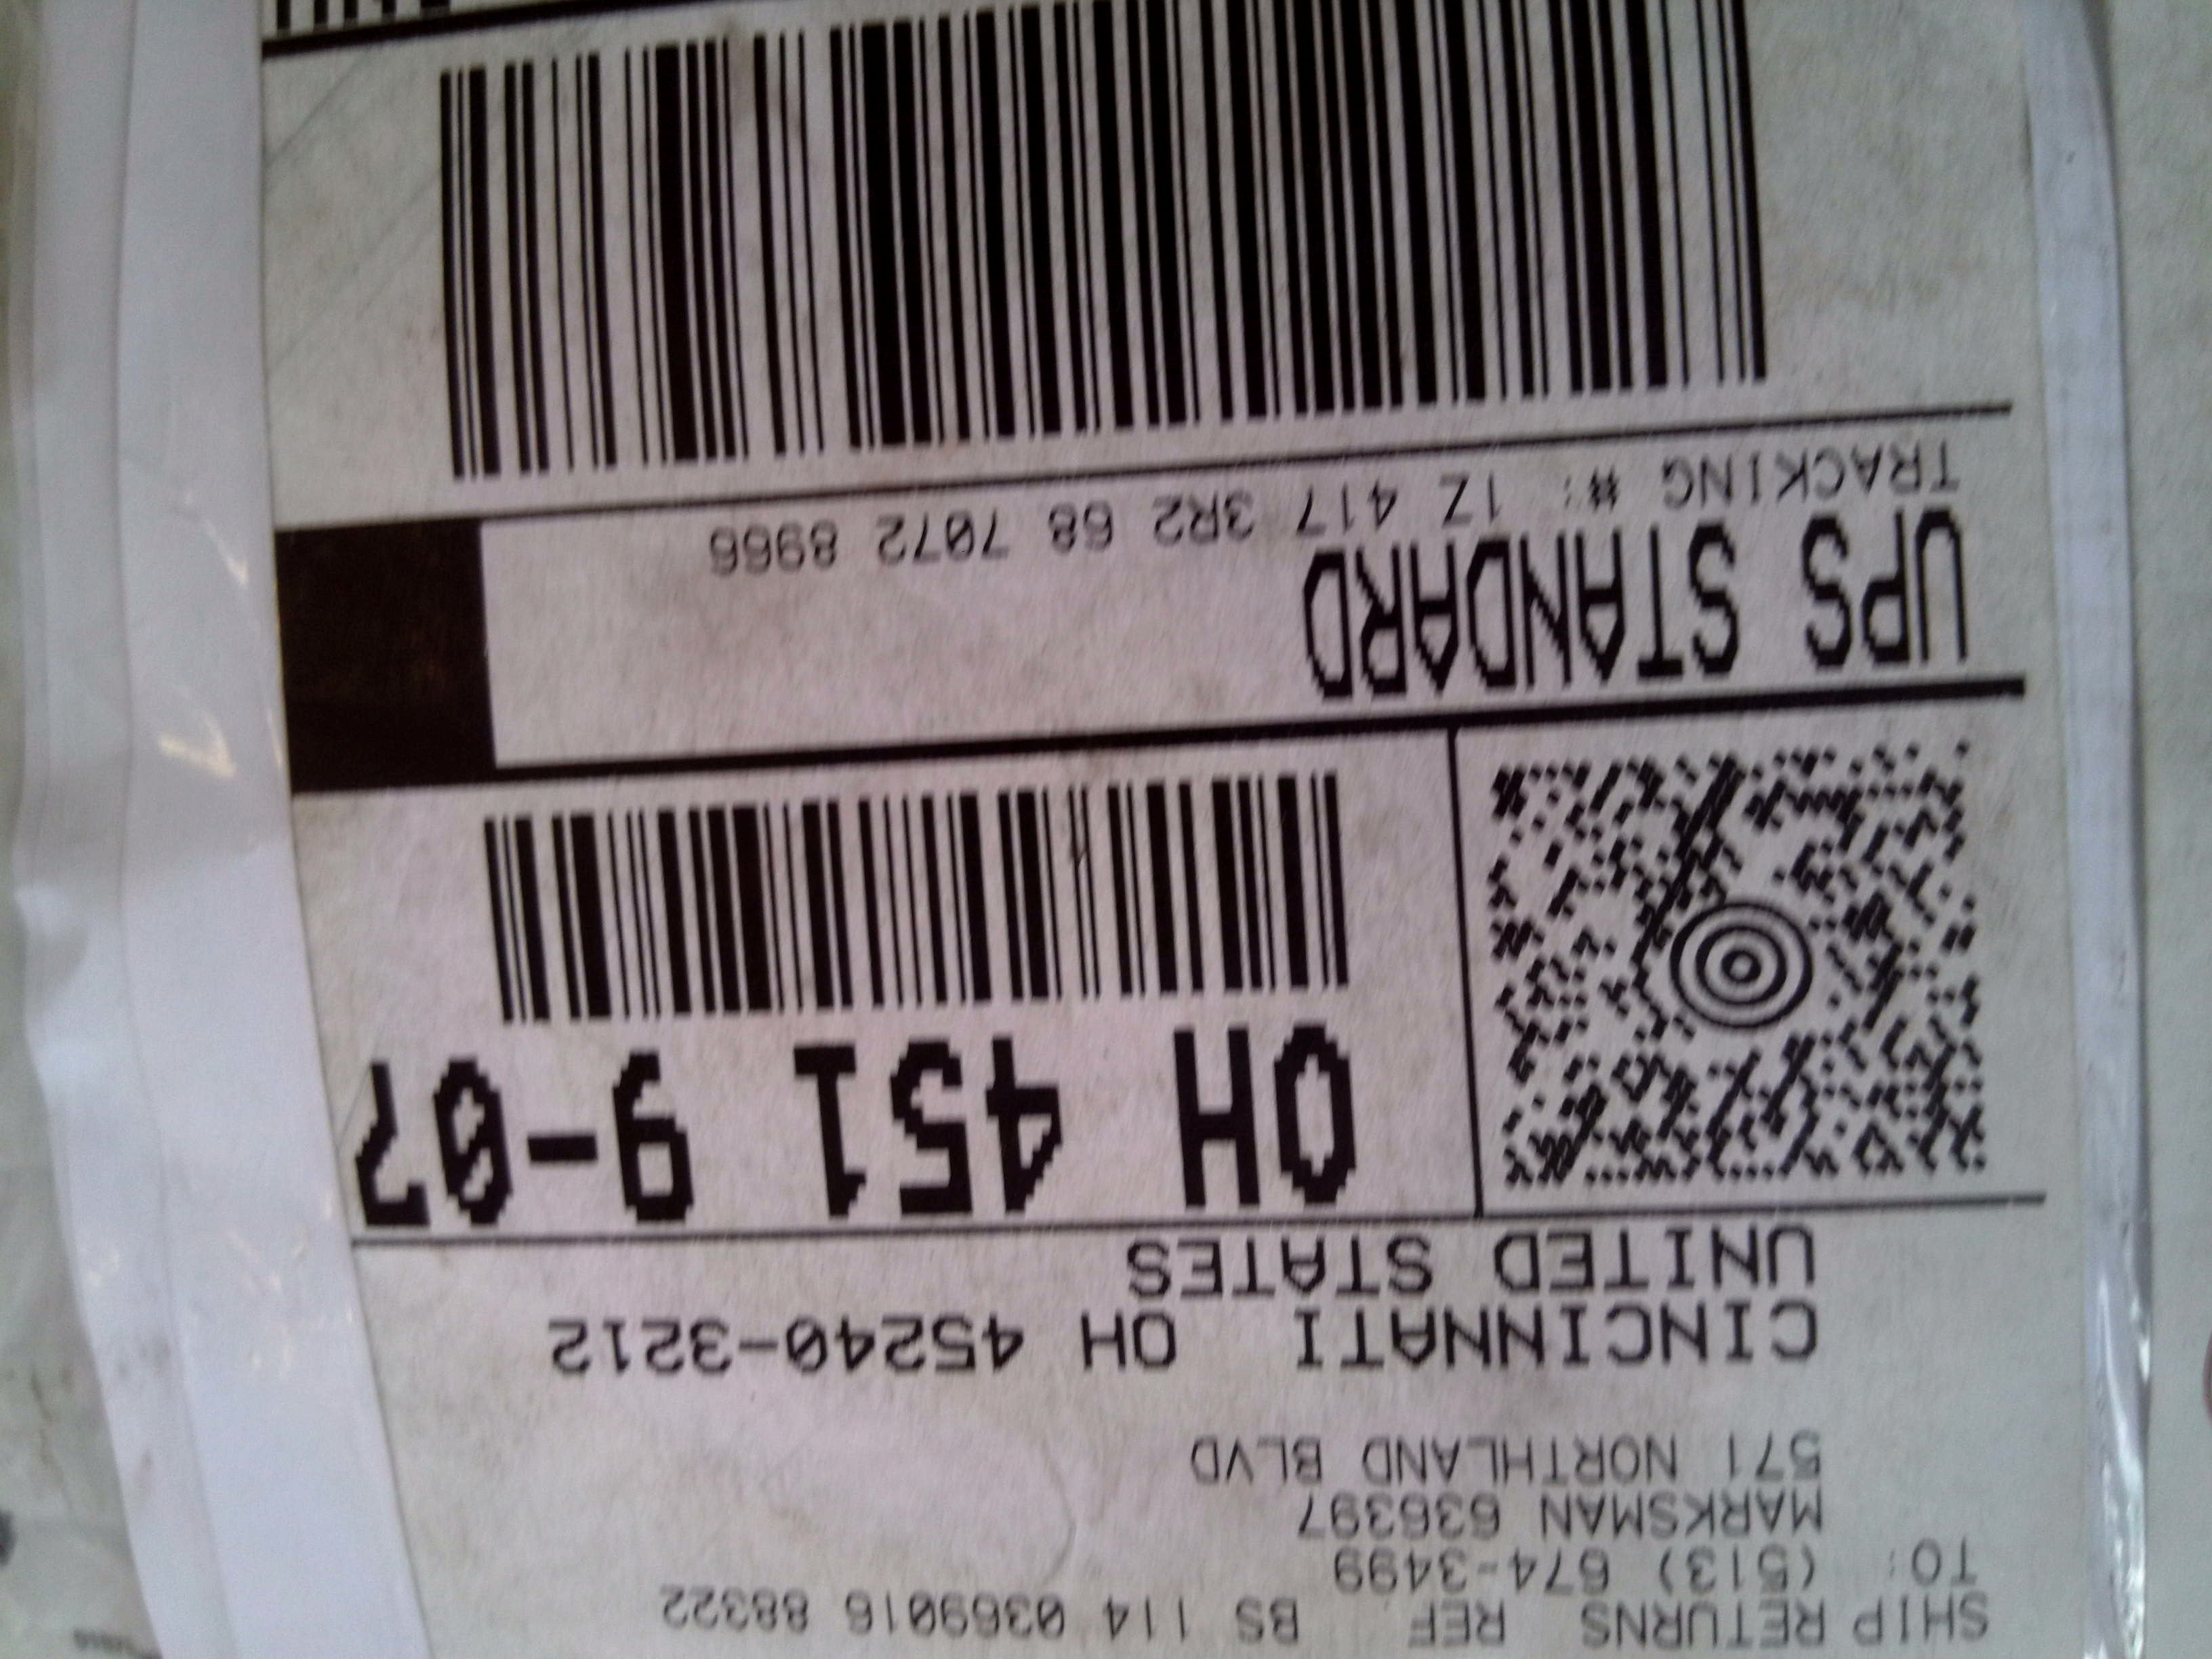 SHIP RETURNS REF BS 114 0369016 88322
TO: (513) 674-3499
MARKSMAN 636397
571 NORTHLAND BLVD
CINCINNATI OH 45240-3212
UNITED STATES
OH 451 9-07
UPS STANDARD
TRACKING #: 1Z 417 3R2 68 7072 8966